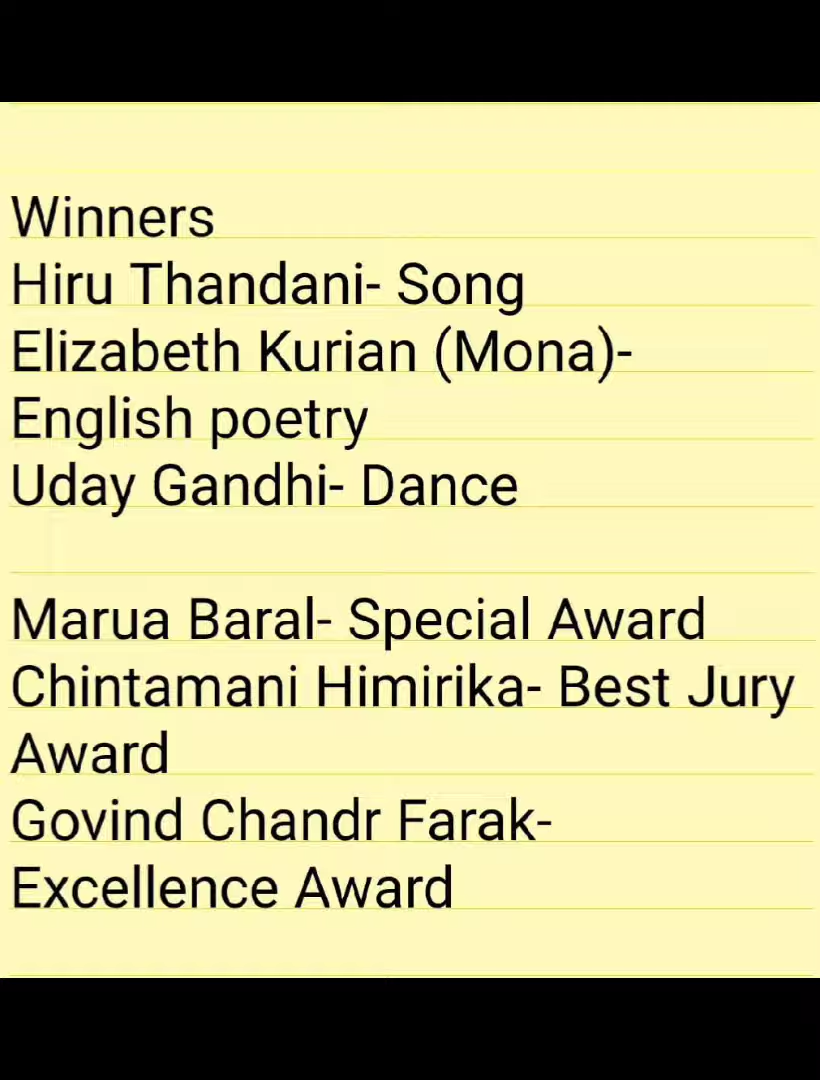 Winners
Hiru Thandani- Song
Elizabeth Kurian (Mona)-
English poetry
Uday Gandhi- Dance
Marua Baral- Special Award
Chintamani Himirika- Best Jury
Award
Govind Chandr Farak-
Excellence Award